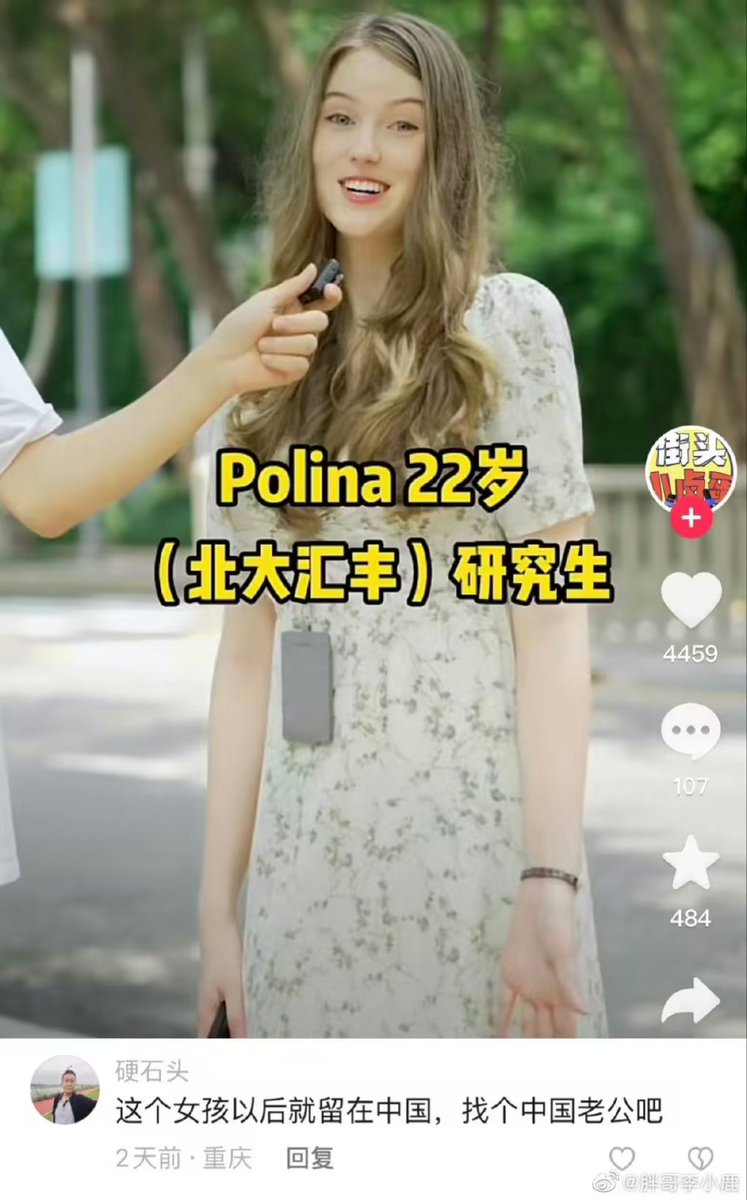 Polina 22岁
（北大汇丰）研究生
街头
4459
107
484
硬石头
这个女孩以后就留在中国，找个中国老公吧
2天前·重庆 回复
@胖哥李小鹿